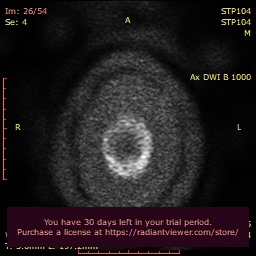 Im: 26/54
STP104
Se: 4
STP104
M
A
Ax DWI B 1000
R
L
You have 30 days left in your trial period.
Purchase a license at https://radiantviewer.com/store/